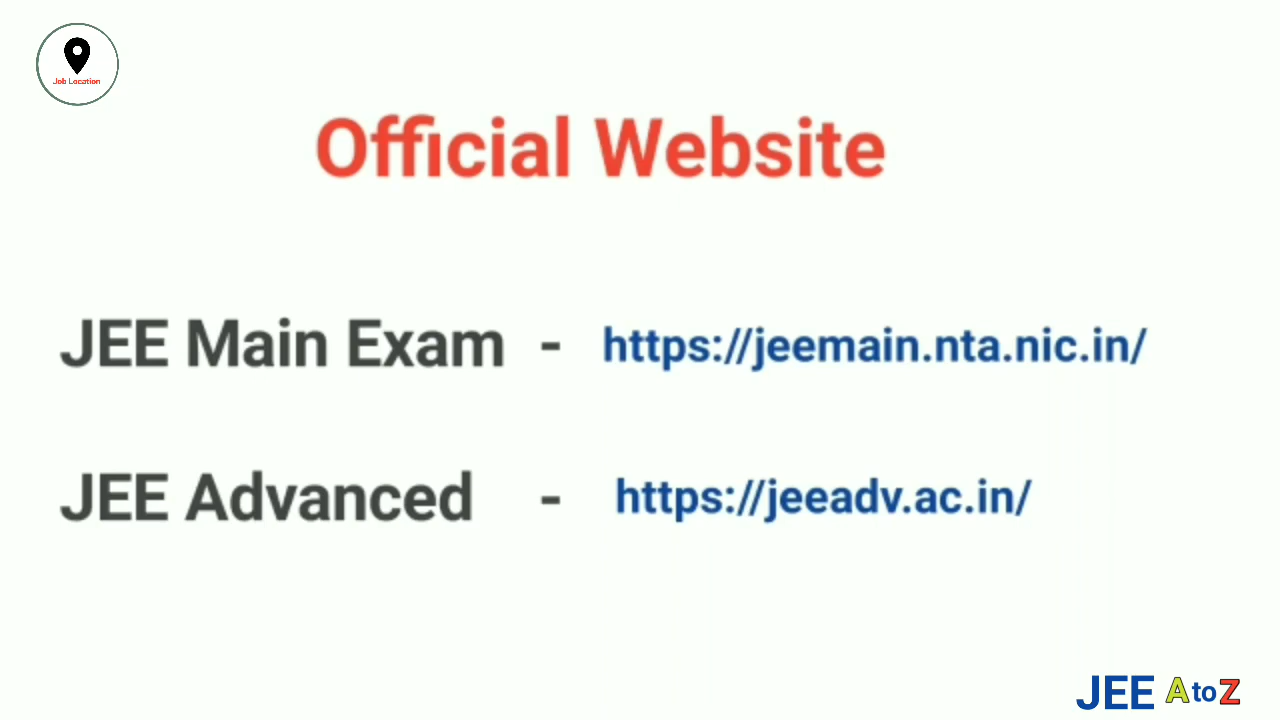 Job Location
Official Website
JEE Main Exam - https://jeemain.nta.nic.in/
JEE Advanced - https://jeeadv.ac.in/
JEE A to Z